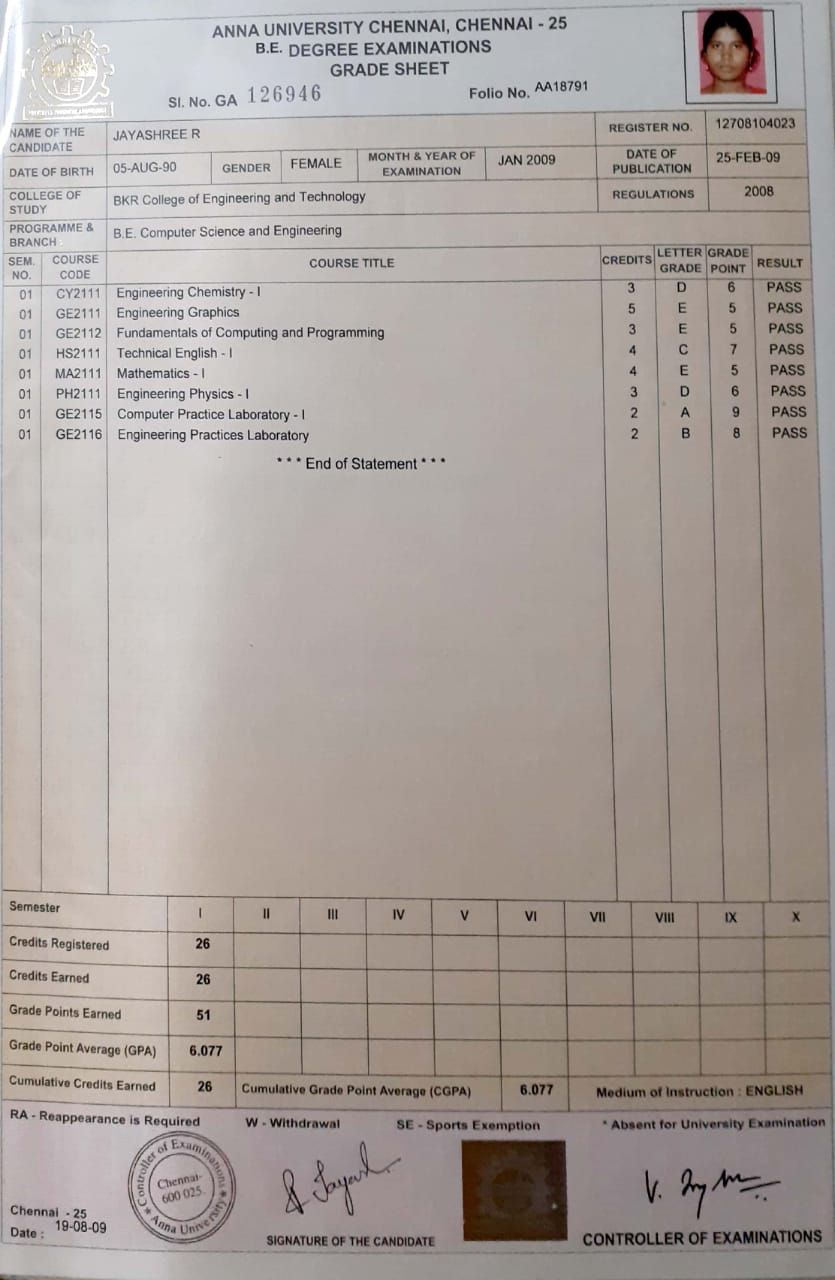 ANNA UNIVERSITY CHENNAI, CHENNAI - 25
B.E. DEGREE EXAMINATIONS
GRADE SHEET
SI. No. GA 126946 Folio No. AA18791
NAME OF THE CANDIDATE JAYASHREE R REGISTER NO. 12708104023
DATE OF BIRTH 05-AUG-90 GENDER FEMALE MONTH & YEAR OF EXAMINATION JAN 2009 DATE OF PUBLICATION 25-FEB-09
COLLEGE OF STUDY BKR College of Engineering and Technology REGULATIONS 2008
PROGRAMME & BRANCH B.E. Computer Science and Engineering
SEM. NO. COURSE CODE COURSE TITLE CREDITS LETTER GRADE GRADE POINT RESULT
01 CY2111 Engineering Chemistry - I 3 D 6 PASS
01 GE2111 Engineering Graphics 5 E 5 PASS
01 GE2112 Fundamentals of Computing and Programming 3 E 5 PASS
01 HS2111 Technical English - I 4 C 7 PASS
01 MA2111 Mathematics - I 4 E 5 PASS
01 PH2111 Engineering Physics - I 3 D 6 PASS
01 GE2115 Computer Practice Laboratory - I 2 A 9 PASS
01 GE2116 Engineering Practices Laboratory 2 B 8 PASS
* * * End of Statement * * *
Semester I II III IV V VI VII VIII IX X
Credits Registered 26
Credits Earned 26
Grade Points Earned 51
Grade Point Average (GPA) 6.077
Cumulative Credits Earned 26 Cumulative Grade Point Average (CGPA) 6.077 Medium of Instruction : ENGLISH
RA - Reappearance is Required W - Withdrawal SE - Sports Exemption * Absent for University Examination
Controller of Examinations
Chennai-
600 025.
Anna University
Chennai - 25
Date : 19-08-09
SIGNATURE OF THE CANDIDATE
CONTROLLER OF EXAMINATIONS